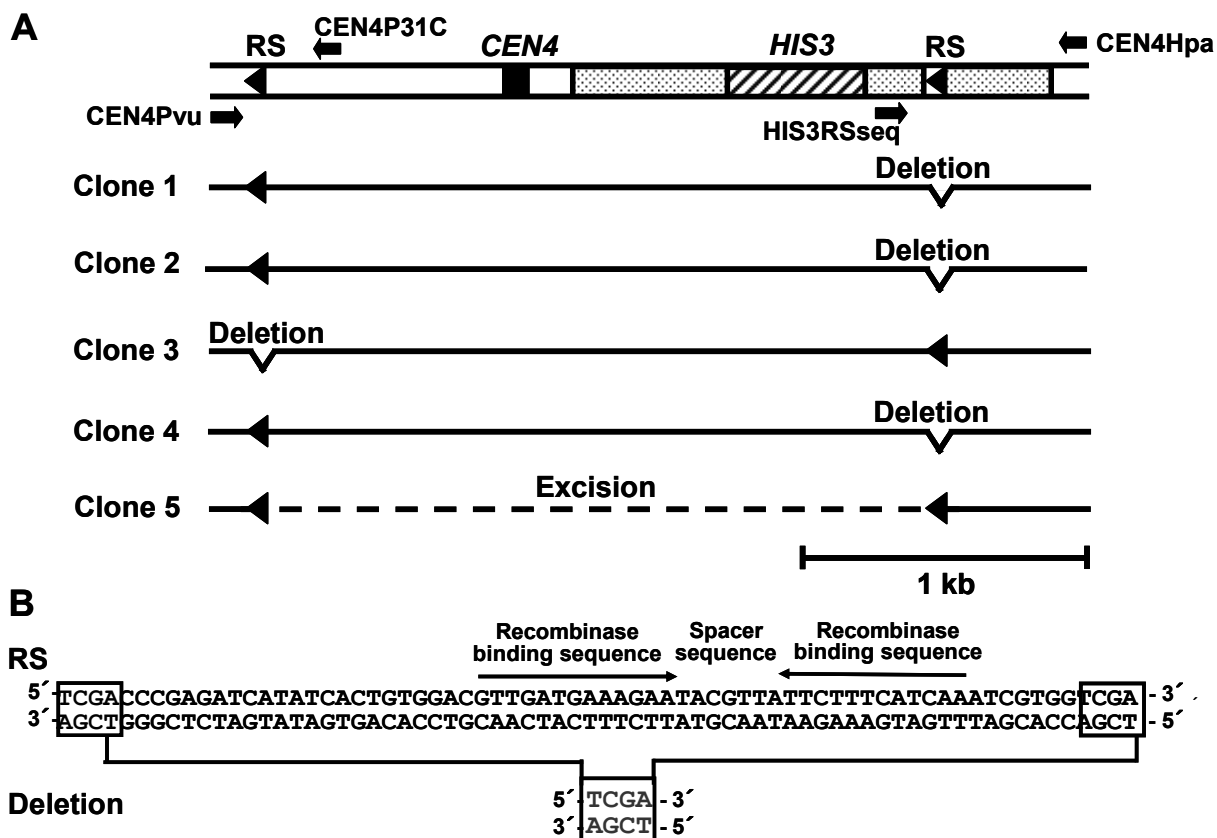 A
CEN4P31C
RS
CEN4
HIS3
RS
CEN4Hpa
CEN4Pvu
HIS3RSseq
Deletion
Clone 1
Deletion
Clone 2
Deletion
Clone 3
Deletion
Clone 4
Excision
Clone 5
1 kb
B
Recombinase binding sequence
Spacer sequence
Recombinase binding sequence
RS
5´-TCGACCCGAGATCATATCACTGTGGACGTTGATGAAAGAATACGTTATTCTTTCATCAAATCGTGGTCGA-3´
3´-AGCTGGGCTCTAGTATAGTGACACCTGCAACTACTTTCTTATGCAATAAGAAAGTAGTTTAGCACCAGCT-5´
Deletion
5´-TCGA-3´
3´-AGCT-5´